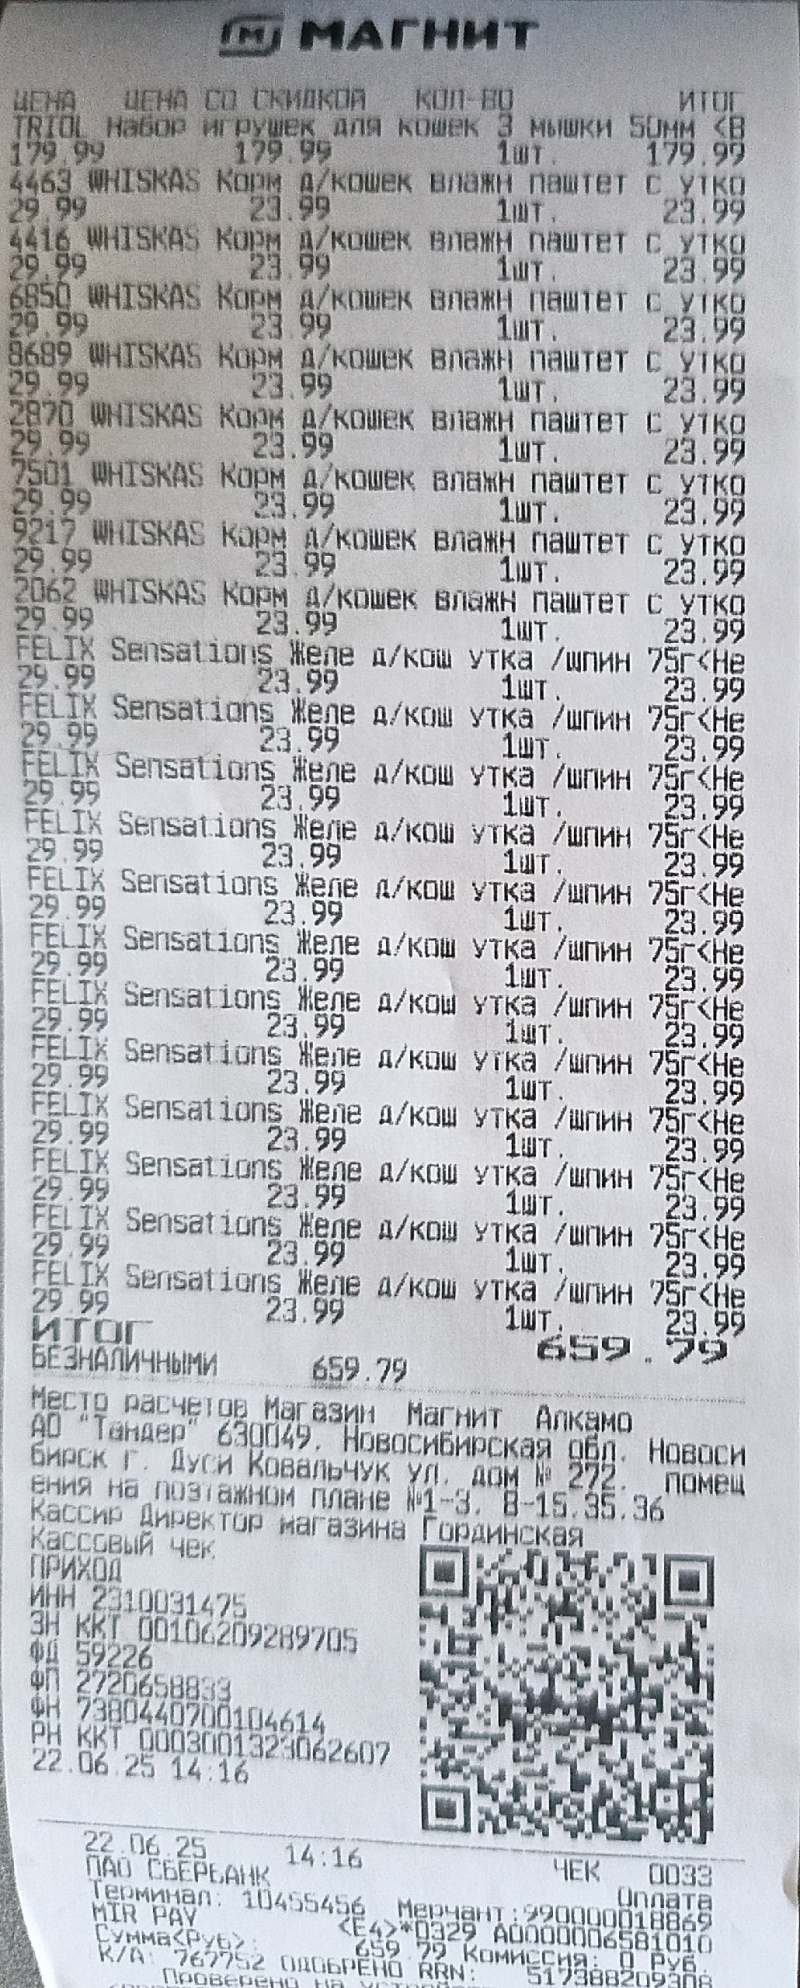 МАГНИТ
ЦЕНА ЦЕНА СО СКИДКОЙ КОЛ-ВО ИТОГ
TRIOL Набор игрушек для кошек 3 мышки 50мм <В
179.99 179.99 1шт. 179.99
4463 WHISKAS Корм д/кошек влажн паштет с утко
29.99 23.99 1шт. 23.99
4416 WHISKAS Корм д/кошек влажн паштет с утко
29.99 23.99 1шт. 23.99
6850 WHISKAS Корм д/кошек влажн паштет с утко
29.99 23.99 1шт. 23.99
8689 WHISKAS Корм д/кошек влажн паштет с утко
29.99 23.99 1шт. 23.99
2870 WHISKAS Корм д/кошек влажн паштет с утко
29.99 23.99 1шт. 23.99
7501 WHISKAS Корм д/кошек влажн паштет с утко
29.99 23.99 1шт. 23.99
9217 WHISKAS Корм д/кошек влажн паштет с утко
29.99 23.99 1шт. 23.99
2062 WHISKAS Корм д/кошек влажн паштет с утко
29.99 23.99 1шт. 23.99
FELIX Sensations Желе д/кош утка /шпин 75г<Не
29.99 23.99 1шт. 23.99
FELIX Sensations Желе д/кош утка /шпин 75г<Не
29.99 23.99 1шт. 23.99
FELIX Sensations Желе д/кош утка /шпин 75г<Не
29.99 23.99 1шт. 23.99
FELIX Sensations Желе д/кош утка /шпин 75г<Не
29.99 23.99 1шт. 23.99
FELIX Sensations Желе д/кош утка /шпин 75г<Не
29.99 23.99 1шт. 23.99
FELIX Sensations Желе д/кош утка /шпин 75г<Не
29.99 23.99 1шт. 23.99
FELIX Sensations Желе д/кош утка /шпин 75г<Не
29.99 23.99 1шт. 23.99
FELIX Sensations Желе д/кош утка /шпин 75г<Не
29.99 23.99 1шт. 23.99
FELIX Sensations Желе д/кош утка /шпин 75г<Не
29.99 23.99 1шт. 23.99
FELIX Sensations Желе д/кош утка /шпин 75г<Не
29.99 23.99 1шт. 23.99
FELIX Sensations Желе д/кош утка /шпин 75г<Не
29.99 23.99 1шт. 23.99
FELIX Sensations Желе д/кош утка /шпин 75г<Не
29.99 23.99 1шт. 23.99
ИТОГ 659.79
БЕЗНАЛИЧНЫМИ 659.79
Место расчетов Магазин Магнит Алкамо
АО "Тандер" 630049, Новосибирская обл, Новоси
бирск г, Дуси Ковальчук ул, дом № 272, помещ
ения на поэтажном плане №1-3, 8-15,35,36
Кассир Директор магазина Гординская
Кассовый чек
ПРИХОД
ИНН 2310031475
ЗН ККТ 00106209289705
ФД 59226
ФП 2720658833
ФН 7380440700104614
РН ККТ 0003001323062607
22.06.25 14:16
22.06.25 14:16 ЧЕК 0033
ПАО СБЕРБАНК Оплата
Терминал: 10455456 Мерчант:990000018869
MIR PAY <E4>*0329 A0000006581010
Сумма<Руб>: 659.79 Комиссия: 0 Руб
К/А: 767752 ОДОБРЕНО RRN: 517388209308
Проверено на